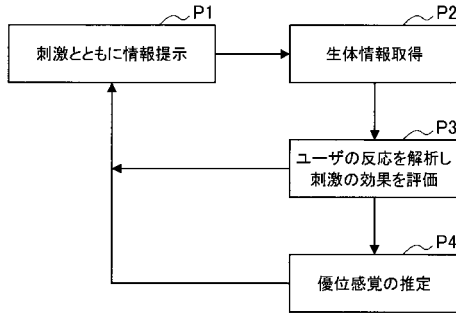 P1
刺激とともに情報提示
P2
生体情報取得
P3
ユーザの反応を解析し
刺激の効果を評価
P4
優位感覚の推定